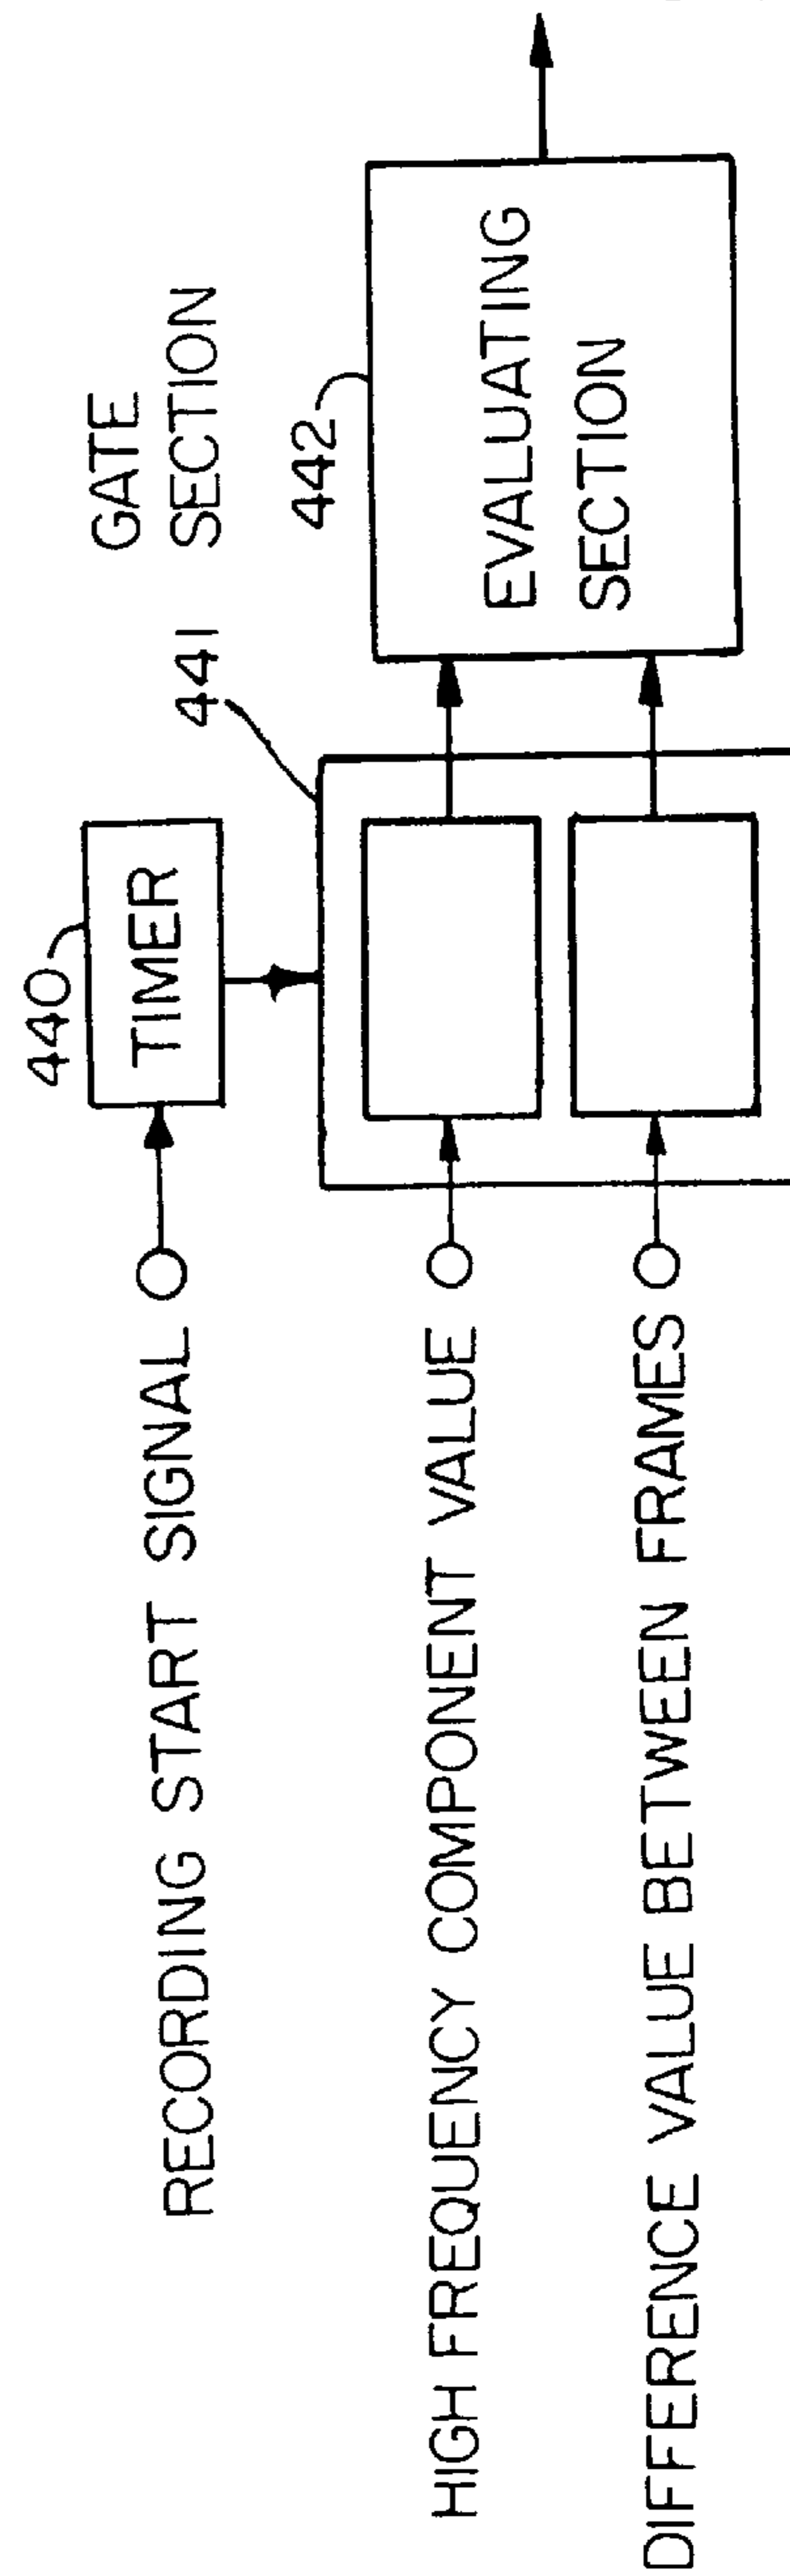 GATE
SECTION
440
441
442
RECORDING START SIGNAL
TIMER
HIGH FREQUENCY COMPONENT VALUE
EVALUATING
SECTION
DIFFERENCE VALUE BETWEEN FRAMES